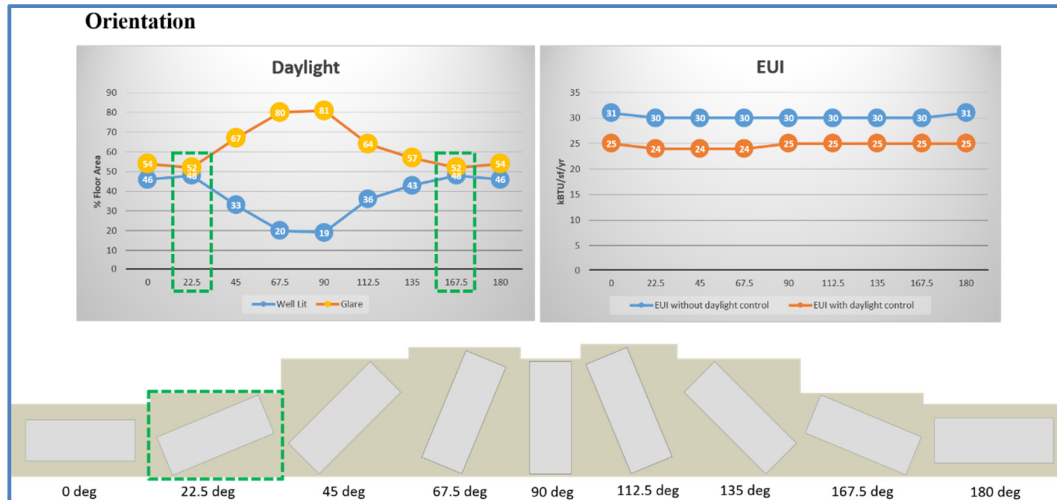 Orientation
Daylight
90
80
70
60
50
40
30
20
10
0
% Floor Area
54 52 67 80 81 64 57 52 54
46 48 33 20 19 36 43 48 46
0 22.5 45 67.5 90 112.5 135 167.5 180
Well Lit Glare
EUI
35
30
25
20
15
10
5
0
kBTU/sf/yr
31 30 30 30 30 30 30 30 31
25 24 24 24 25 25 25 25 25
0 22.5 45 67.5 90 112.5 135 167.5 180
EUI without daylight control EUI with daylight control
0 deg 22.5 deg 45 deg 67.5 deg 90 deg 112.5 deg 135 deg 167.5 deg 180 deg